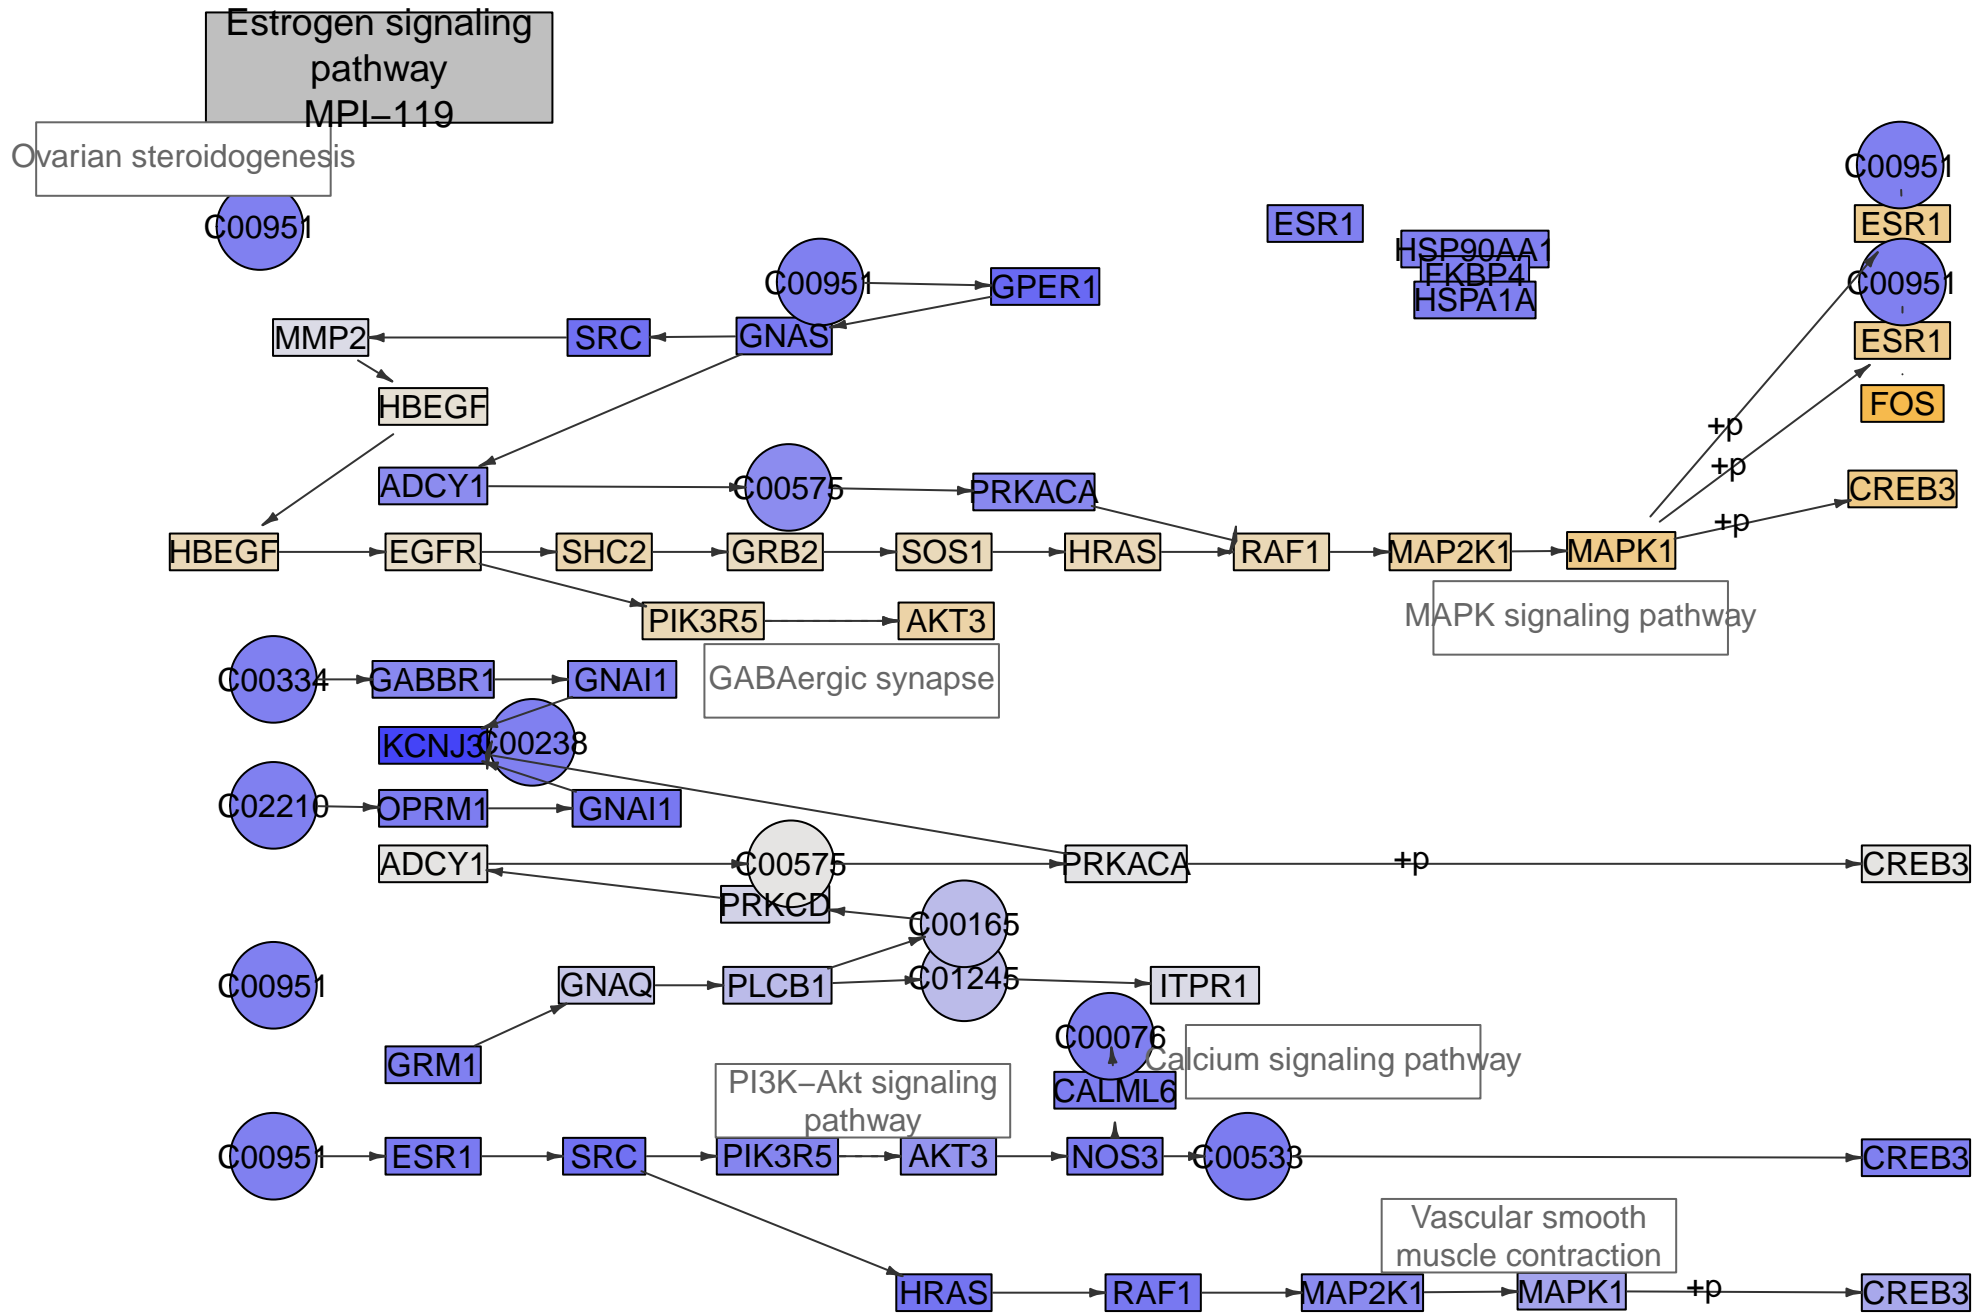 Estrogen signaling
pathway
MPI−119
Ovarian steroidogenesis
C00951
C00951
ESR1
ESR1
HSP90AA1
FKBP4
HSPA1A
C00951
GPER1
C00951
MMP2
SRC
GNAS
ESR1
HBEGF
FOS
+p
+p
ADCY1
C00575
PRKACA
CREB3
+p
HBEGF
EGFR
SHC2
GRB2
SOS1
HRAS
RAF1
MAP2K1
MAPK1
PIK3R5
AKT3
MAPK signaling pathway
C00334
GABBR1
GNAI1
GABAergic synapse
KCNJ3
C00238
C02210
OPRM1
GNAI1
ADCY1
C00575
PRKACA
+p
CREB3
PRKCD
C00165
C00951
GNAQ
PLCB1
C01245
ITPR1
GRM1
C00076
Calcium signaling pathway
CALML6
PI3K−Akt signaling
pathway
C00951
ESR1
SRC
PIK3R5
AKT3
NOS3
C00533
CREB3
Vascular smooth
muscle contraction
HRAS
RAF1
MAP2K1
MAPK1
+p
CREB3